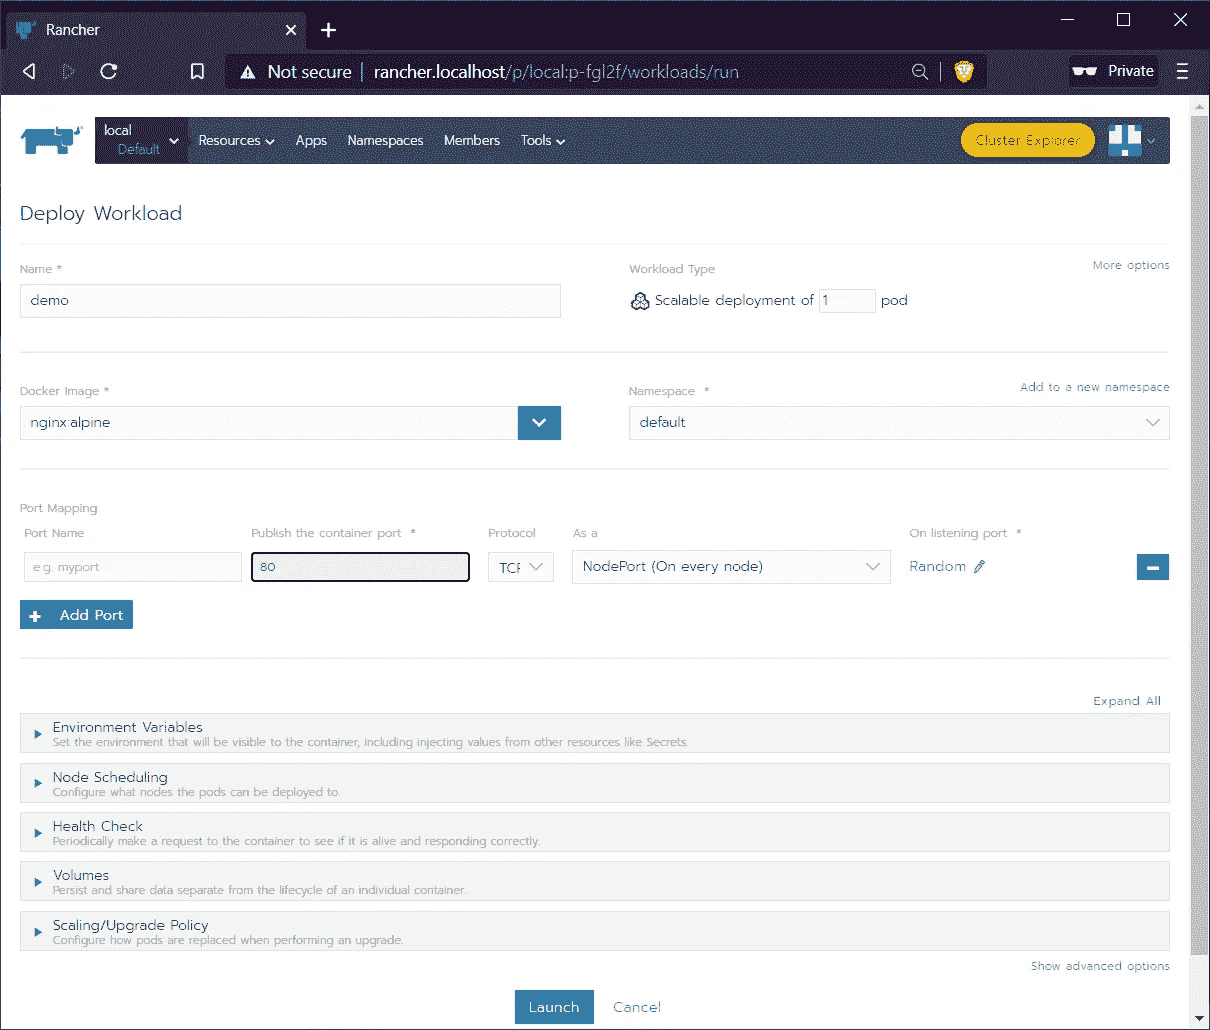 Rancher
Not secure rancher.localhost/p/local:p-fgl2f/workloads/run Private
local
Default
Resources Apps Namespaces Members Tools Cluster Explorer
Deploy Workload
Name * Workload Type More options
demo Scalable deployment of 1 pod
Docker Image * Namespace * Add to a new namespace
nginx:alpine default
Port Mapping
Port Name Publish the container port * Protocol As a On listening port *
e.g. myport 80 TCP NodePort (On every node) Random
Add Port
Expand All
Environment Variables
Set the environment that will be visible to the container, including injecting values from other resources like Secrets.
Node Scheduling
Configure what nodes the pods can be deployed to.
Health Check
Periodically make a request to the container to see if it is alive and responding correctly.
Volumes
Persist and share data separate from the lifecycle of an individual container.
Scaling/Upgrade Policy
Configure how pods are replaced when performing an upgrade.
Show advanced options
Launch Cancel